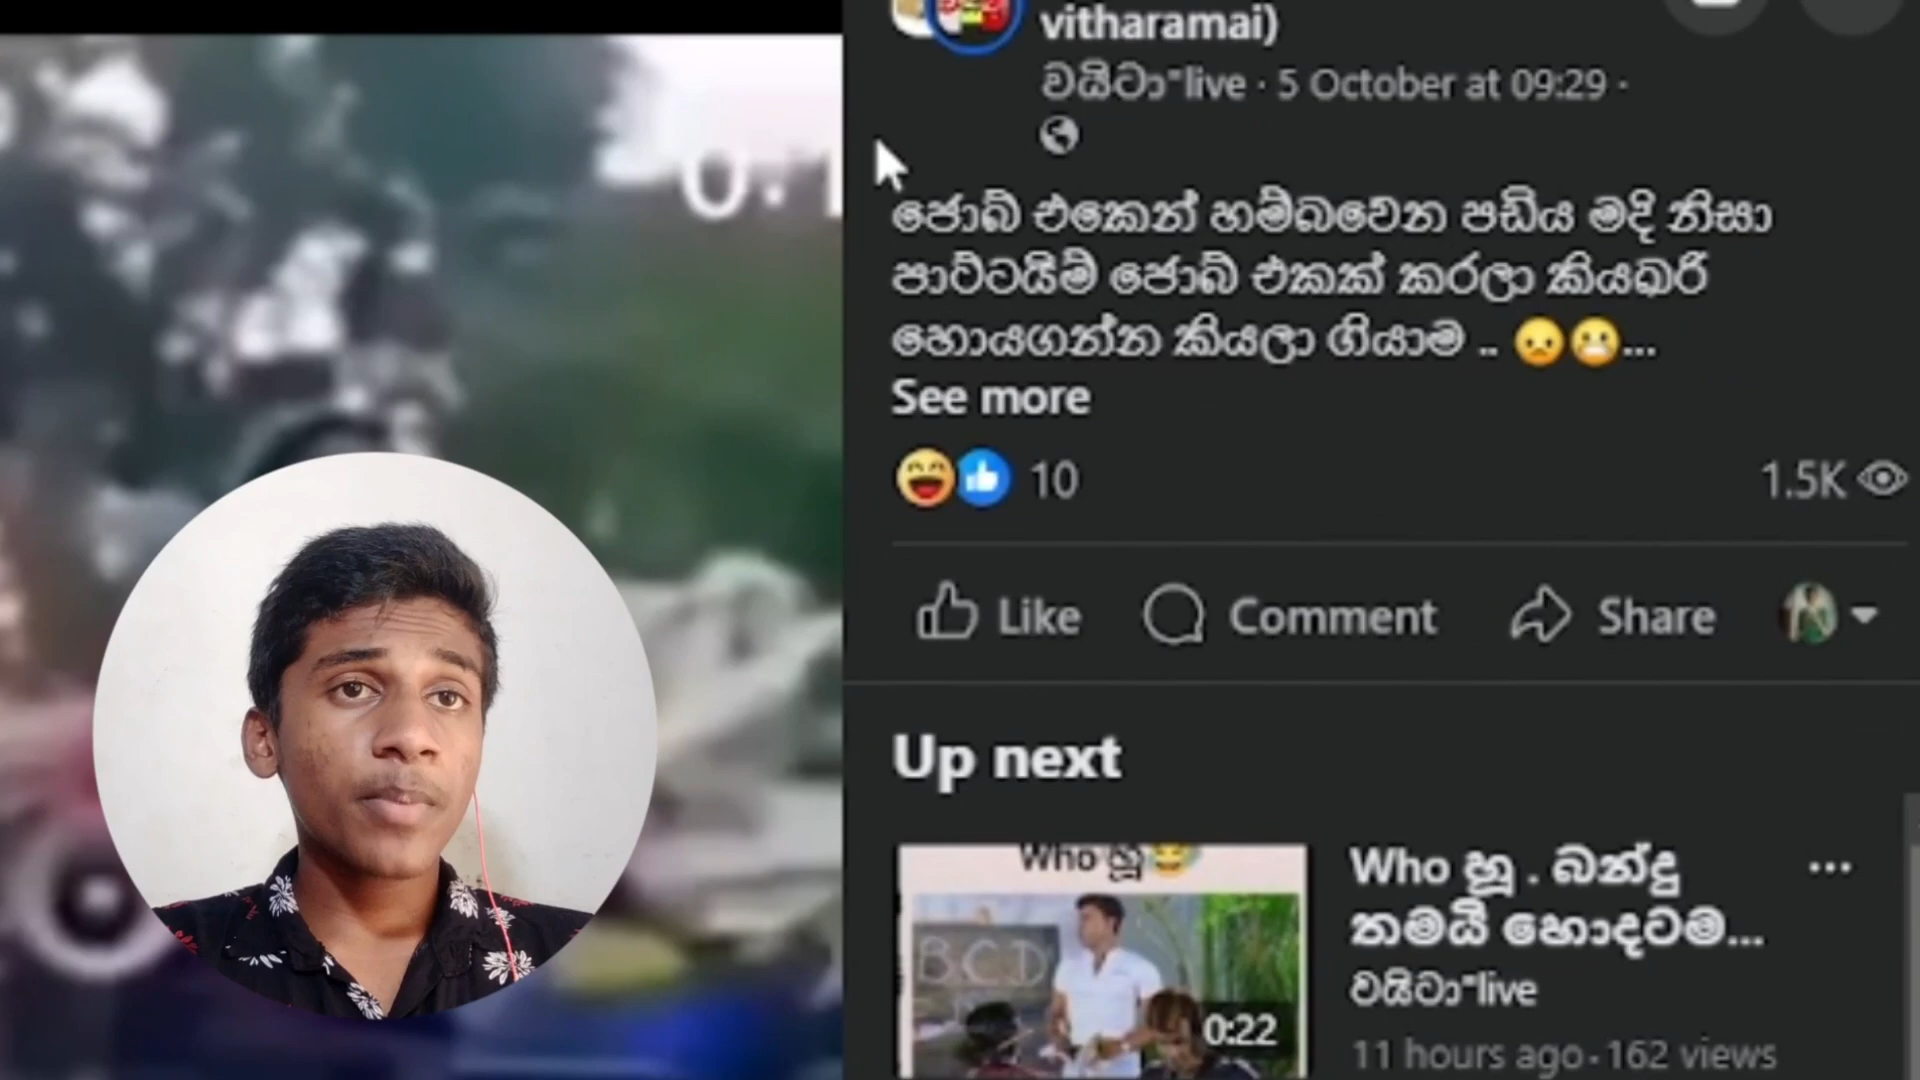 vitharamai)
වයිටා"live · 5 October at 09:29 ·
ජොබ් එකෙන් හම්බවෙන පඩිය මදි නිසා
පාට්ටයිම් ජොබ් එකක් කරලා කියඛරි
හොයගන්න කියලා ගියාම .. 😞😬...
See more
10
1.5K
Like
Comment
Share
Up next
Who හූ
BCD
0:22
Who හූ . බන්දු
තමයි හොදටම...
වයිටා"live
11 hours ago · 162 views